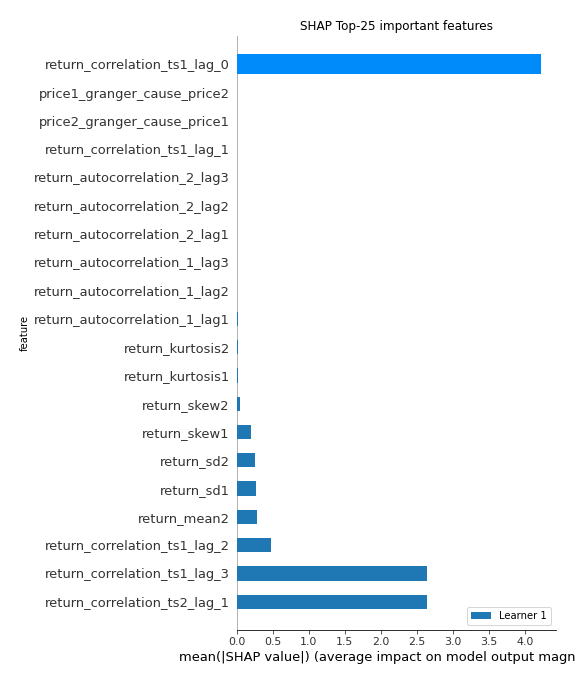 SHAP Top-25 important features
return_correlation_ts1_lag_0
price1_granger_cause_price2
price2_granger_cause_price1
return_correlation_ts1_lag_1
return_autocorrelation_2_lag3
return_autocorrelation_2_lag2
return_autocorrelation_2_lag1
return_autocorrelation_1_lag3
return_autocorrelation_1_lag2
return_autocorrelation_1_lag1
feature
return_kurtosis2
return_kurtosis1
return_skew2
return_skew1
return_sd2
return_sd1
return_mean2
return_correlation_ts1_lag_2
return_correlation_ts1_lag_3
return_correlation_ts2_lag_1
Learner 1
0.0 0.5 1.0 1.5 2.0 2.5 3.0 3.5 4.0
mean(|SHAP value|) (average impact on model output magn